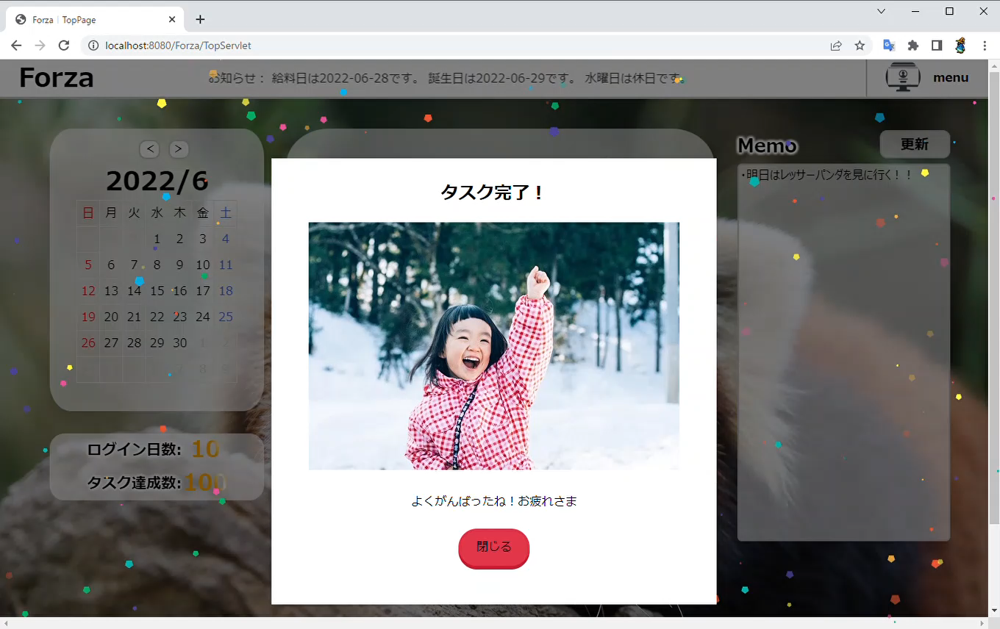 Forza | TopPage
localhost:8080/Forza/TopServlet
Forza
お知らせ： 給料日は2022-06-28です。 誕生日は2022-06-29です。 水曜日は休日です。
menu
< >
2022/6
日 月 火 水 木 金 土
1 2 3 4
5 6 7 8 9 10 11
12 13 14 15 16 17 18
19 20 21 22 23 24 25
26 27 28 29 30 1 2
7 8 9
ログイン日数: 10
タスク達成数: 100
タスク完了！
よくがんばったね！お疲れさま
閉じる
Memo
更新
・明日はレッサーパンダを見に行く！！